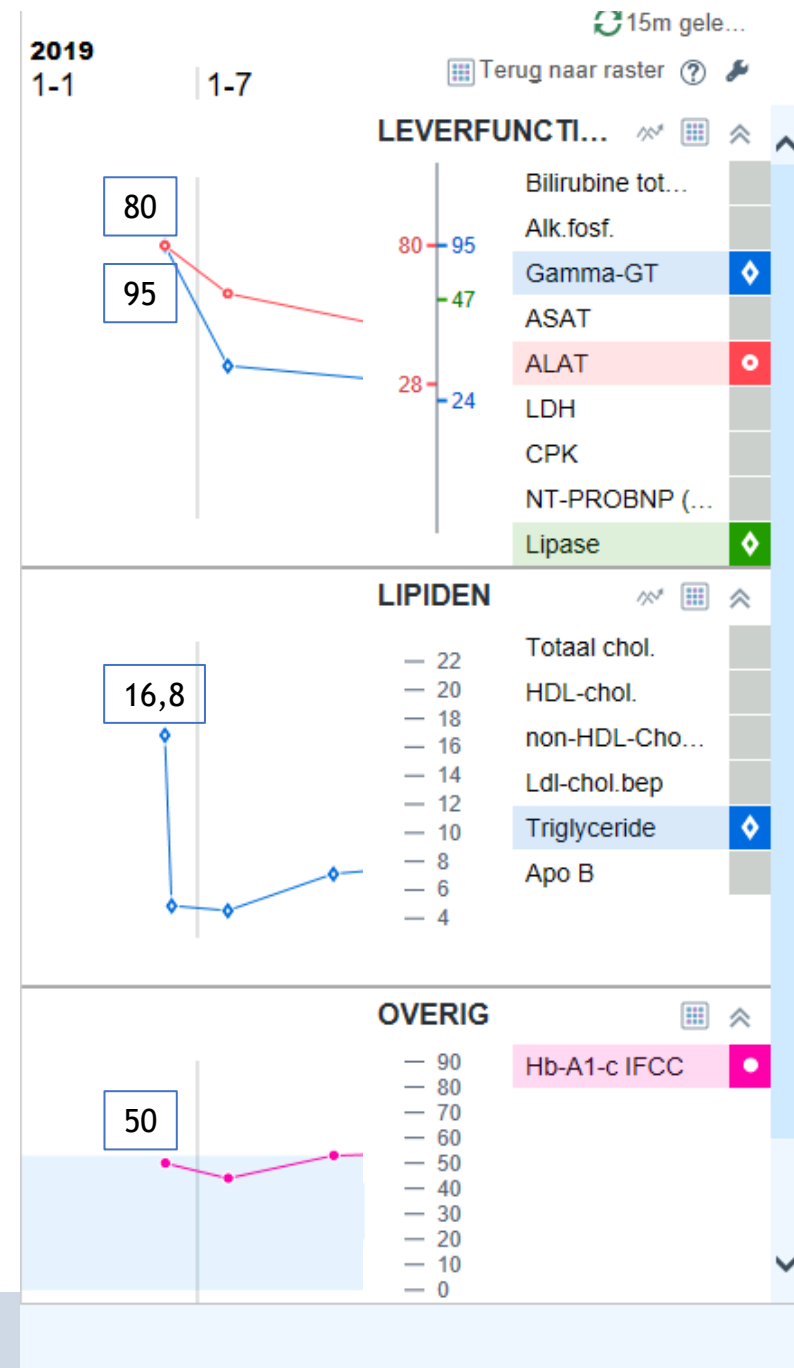 15m gele...
2019
1-1
1-7
Terug naar raster ?
LEVERFUNCTI...
80
95
80
95
47
28
24
Bilirubine tot...
Alk.fosf.
Gamma-GT
ASAT
ALAT
LDH
CPK
NT-PROBNP (...
Lipase
LIPIDEN
16,8
22
20
18
16
14
12
10
8
6
4
Totaal chol.
HDL-chol.
non-HDL-Cho...
Ldl-chol.bep
Triglyceride
Apo B
OVERIG
50
90
80
70
60
50
40
30
20
10
0
Hb-A1-c IFCC